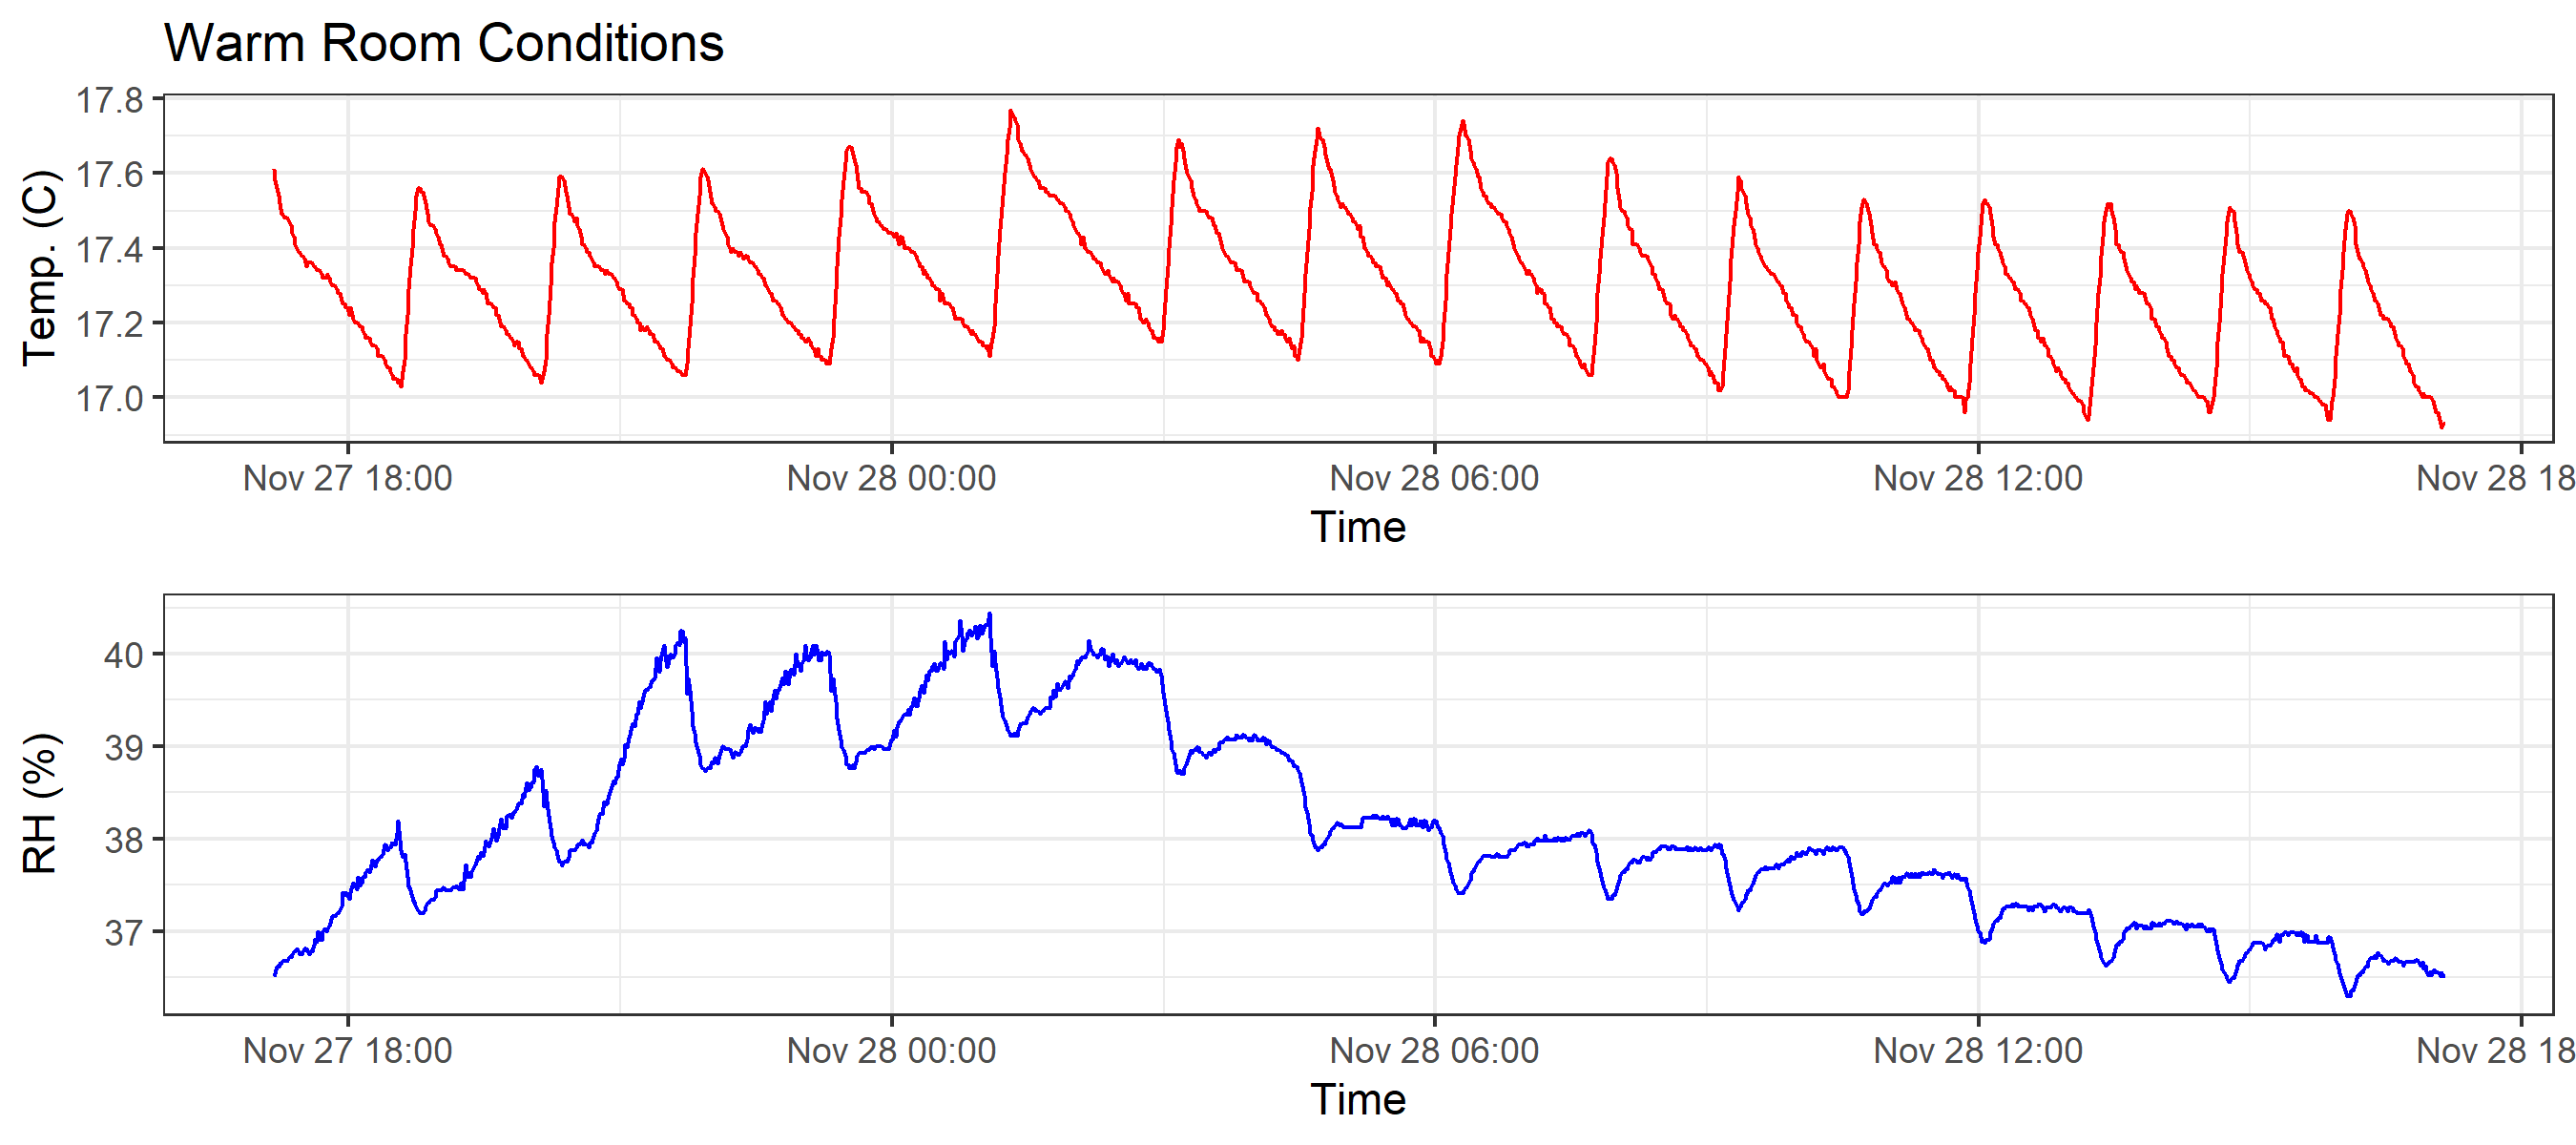 Warm Room Conditions
17.8
17.6
17.4
17.2
17.0
Temp. (C)
Nov 27 18:00 Nov 28 00:00 Nov 28 06:00 Nov 28 12:00 Nov 28 18
Time
40
39
38
37
RH (%)
Nov 27 18:00 Nov 28 00:00 Nov 28 06:00 Nov 28 12:00 Nov 28 18
Time